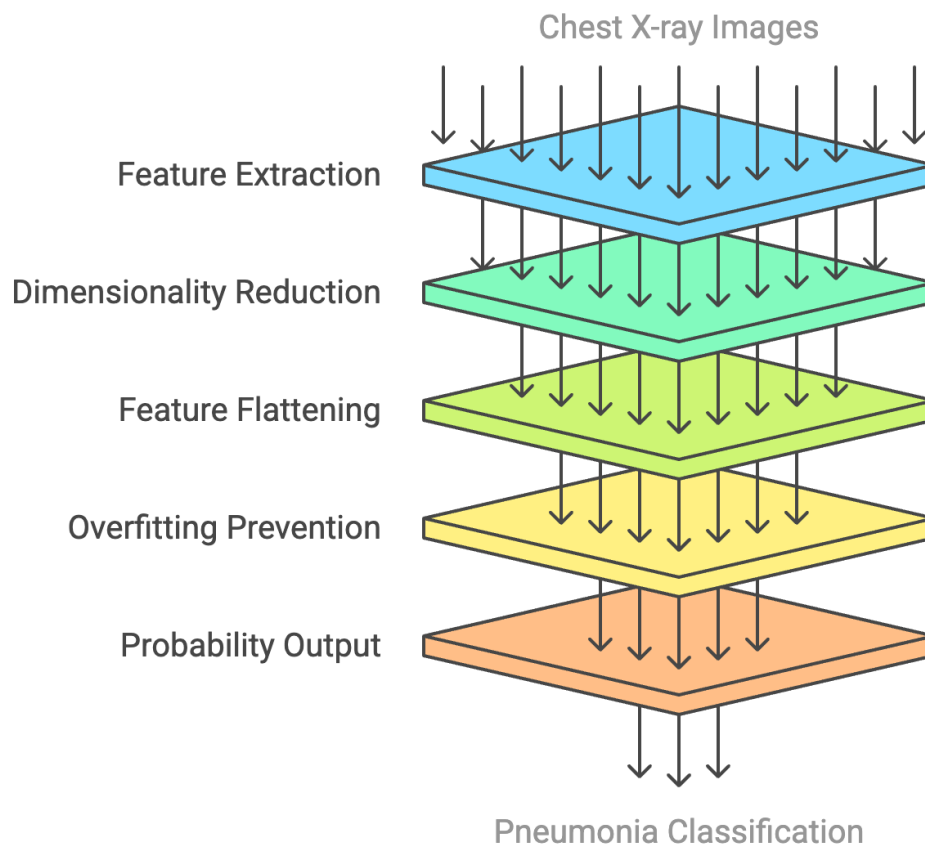 Chest X-ray Images
Feature Extraction
Dimensionality Reduction
Feature Flattening
Overfitting Prevention
Probability Output
Pneumonia Classification